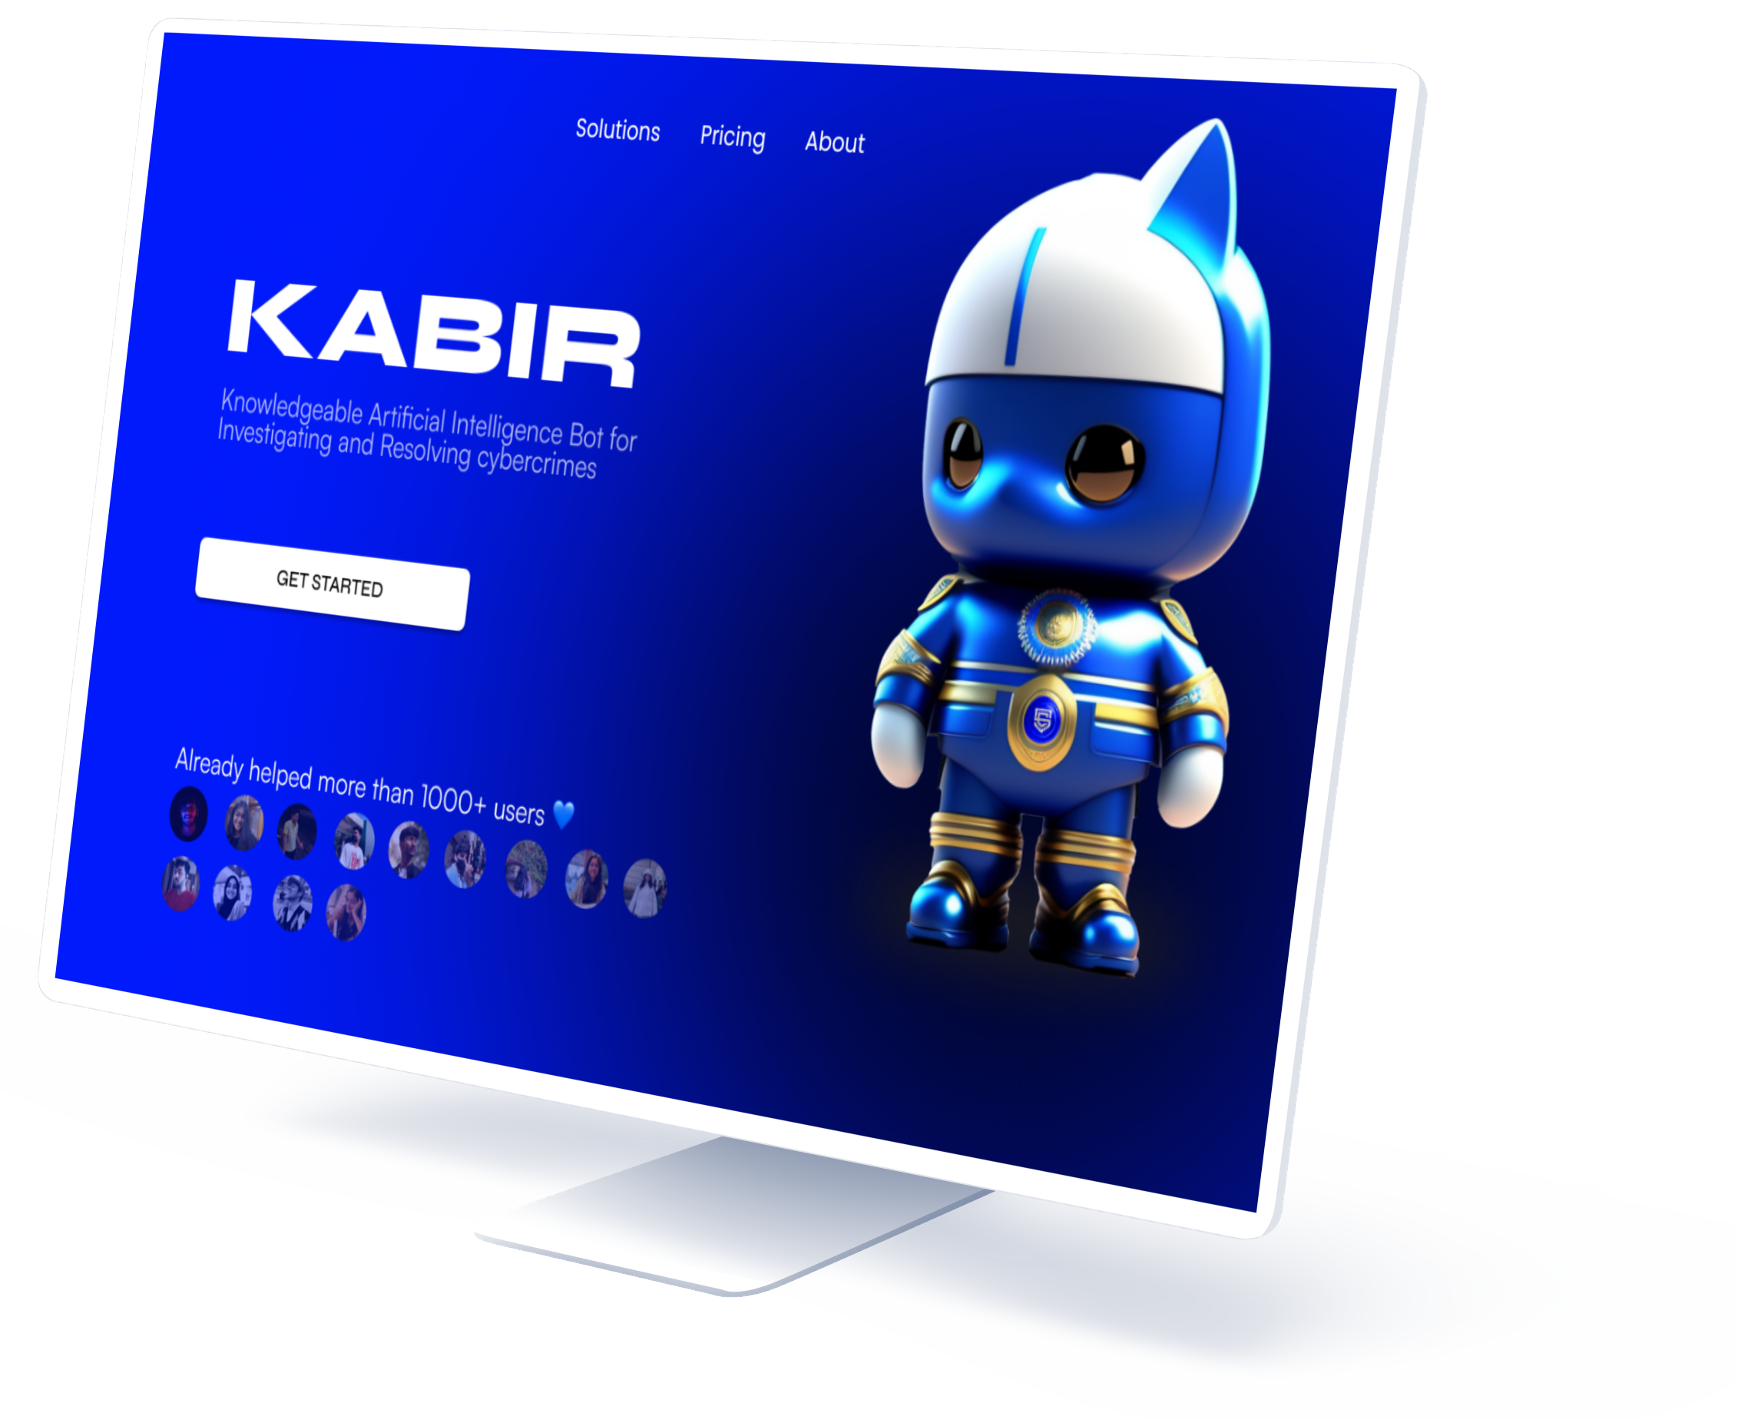 Solutions Pricing About
KABIR
Knowledgeable Artificial Intelligence Bot for
Investigating and Resolving cybercrimes
GET STARTED
Already helped more than 1000+ users 💙